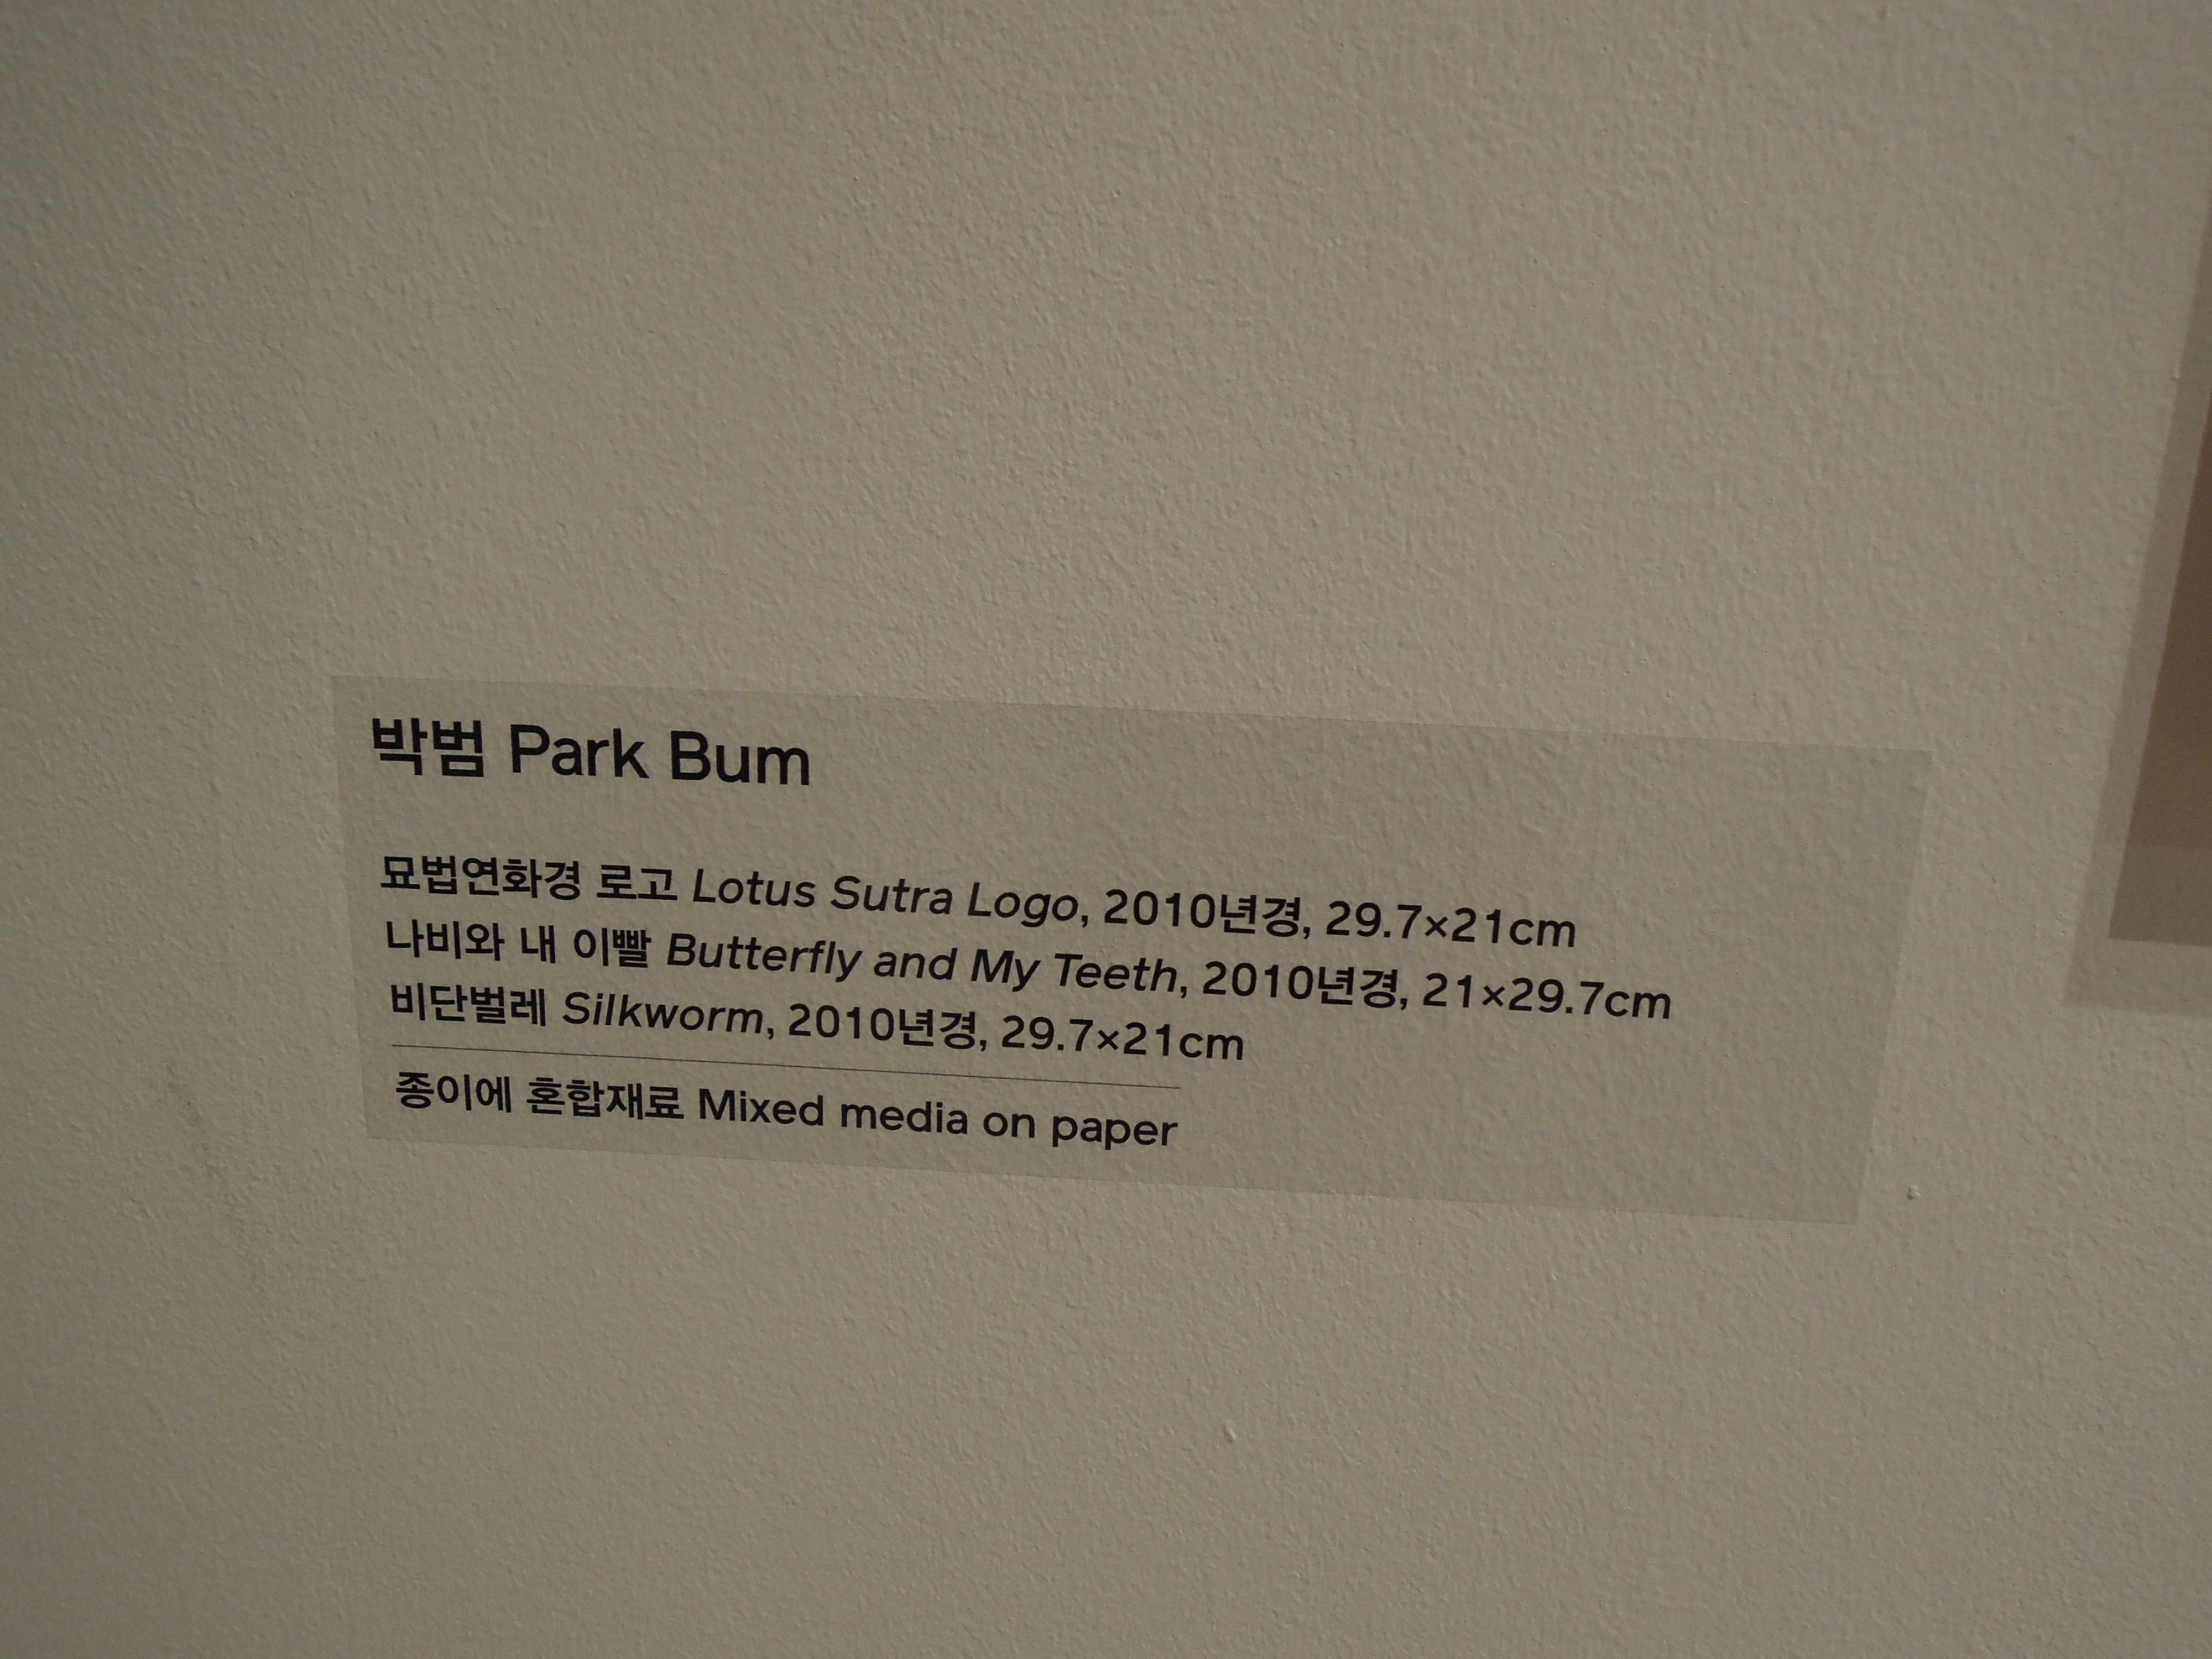 박범 Park Bum
묘법연화경 로고 Lotus Sutra Logo, 2010년경, 29.7×21cm
나비와 내 이빨 Butterfly and My Teeth, 2010년경, 21×29.7cm
비단벌레 Silkworm, 2010년경, 29.7×21cm
종이에 혼합재료 Mixed media on paper